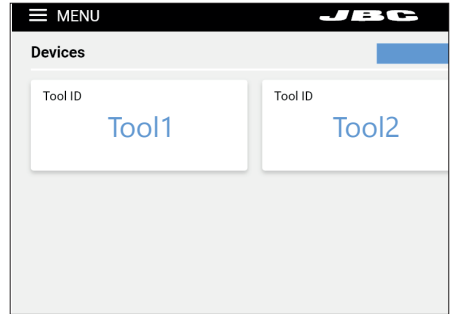 MENU
JBC
Devices
Tool ID
Tool1
Tool ID
Tool2